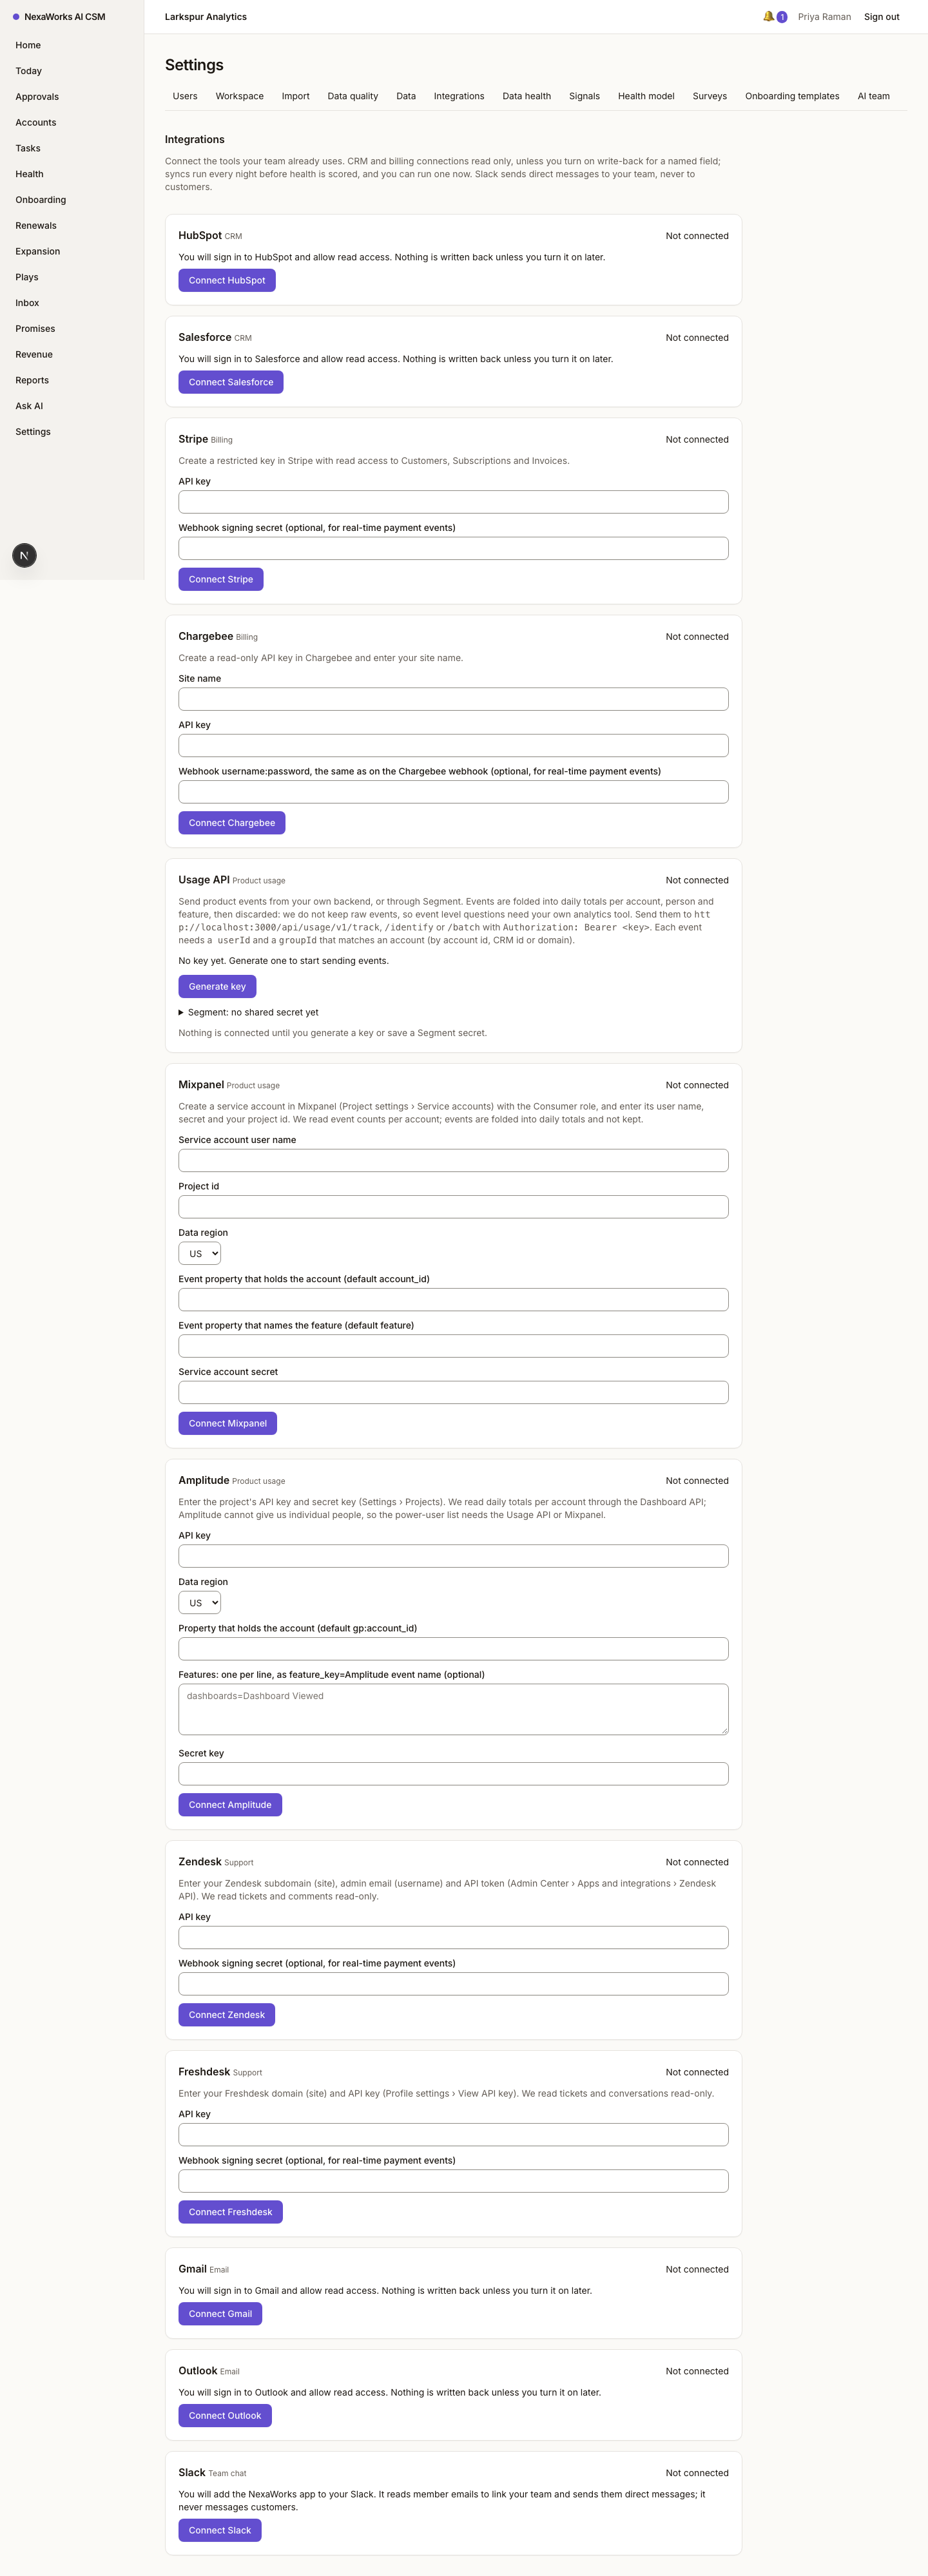 NexaWorks AI CSM
Home
Today
Approvals
Accounts
Tasks
Health
Onboarding
Renewals
Expansion
Plays
Inbox
Promises
Revenue
Reports
Ask AI
Settings
N
Larkspur Analytics
1
Priya Raman
Sign out
Settings
Users Workspace Import Data quality Data Integrations Data health Signals Health model Surveys Onboarding templates AI team
Integrations
Connect the tools your team already uses. CRM and billing connections read only, unless you turn on write-back for a named field;
syncs run every night before health is scored, and you can run one now. Slack sends direct messages to your team, never to
customers.
HubSpot CRM Not connected
You will sign in to HubSpot and allow read access. Nothing is written back unless you turn it on later.
Connect HubSpot
Salesforce CRM Not connected
You will sign in to Salesforce and allow read access. Nothing is written back unless you turn it on later.
Connect Salesforce
Stripe Billing Not connected
Create a restricted key in Stripe with read access to Customers, Subscriptions and Invoices.
API key
Webhook signing secret (optional, for real-time payment events)
Connect Stripe
Chargebee Billing Not connected
Create a read-only API key in Chargebee and enter your site name.
Site name
API key
Webhook username:password, the same as on the Chargebee webhook (optional, for real-time payment events)
Connect Chargebee
Usage API Product usage Not connected
Send product events from your own backend, or through Segment. Events are folded into daily totals per account, person and
feature, then discarded: we do not keep raw events, so event level questions need your own analytics tool. Send them to htt
p://localhost:3000/api/usage/v1/track, /identify or /batch with Authorization: Bearer <key>. Each event
needs a userId and a groupId that matches an account (by account id, CRM id or domain).
No key yet. Generate one to start sending events.
Generate key
Segment: no shared secret yet
Nothing is connected until you generate a key or save a Segment secret.
Mixpanel Product usage Not connected
Create a service account in Mixpanel (Project settings › Service accounts) with the Consumer role, and enter its user name,
secret and your project id. We read event counts per account; events are folded into daily totals and not kept.
Service account user name
Project id
Data region
US
Event property that holds the account (default account_id)
Event property that names the feature (default feature)
Service account secret
Connect Mixpanel
Amplitude Product usage Not connected
Enter the project's API key and secret key (Settings › Projects). We read daily totals per account through the Dashboard API;
Amplitude cannot give us individual people, so the power-user list needs the Usage API or Mixpanel.
API key
Data region
US
Property that holds the account (default gp:account_id)
Features: one per line, as feature_key=Amplitude event name (optional)
dashboards=Dashboard Viewed
Secret key
Connect Amplitude
Zendesk Support Not connected
Enter your Zendesk subdomain (site), admin email (username) and API token (Admin Center › Apps and integrations › Zendesk
API). We read tickets and comments read-only.
API key
Webhook signing secret (optional, for real-time payment events)
Connect Zendesk
Freshdesk Support Not connected
Enter your Freshdesk domain (site) and API key (Profile settings › View API key). We read tickets and conversations read-only.
API key
Webhook signing secret (optional, for real-time payment events)
Connect Freshdesk
Gmail Email Not connected
You will sign in to Gmail and allow read access. Nothing is written back unless you turn it on later.
Connect Gmail
Outlook Email Not connected
You will sign in to Outlook and allow read access. Nothing is written back unless you turn it on later.
Connect Outlook
Slack Team chat Not connected
You will add the NexaWorks app to your Slack. It reads member emails to link your team and sends them direct messages; it
never messages customers.
Connect Slack